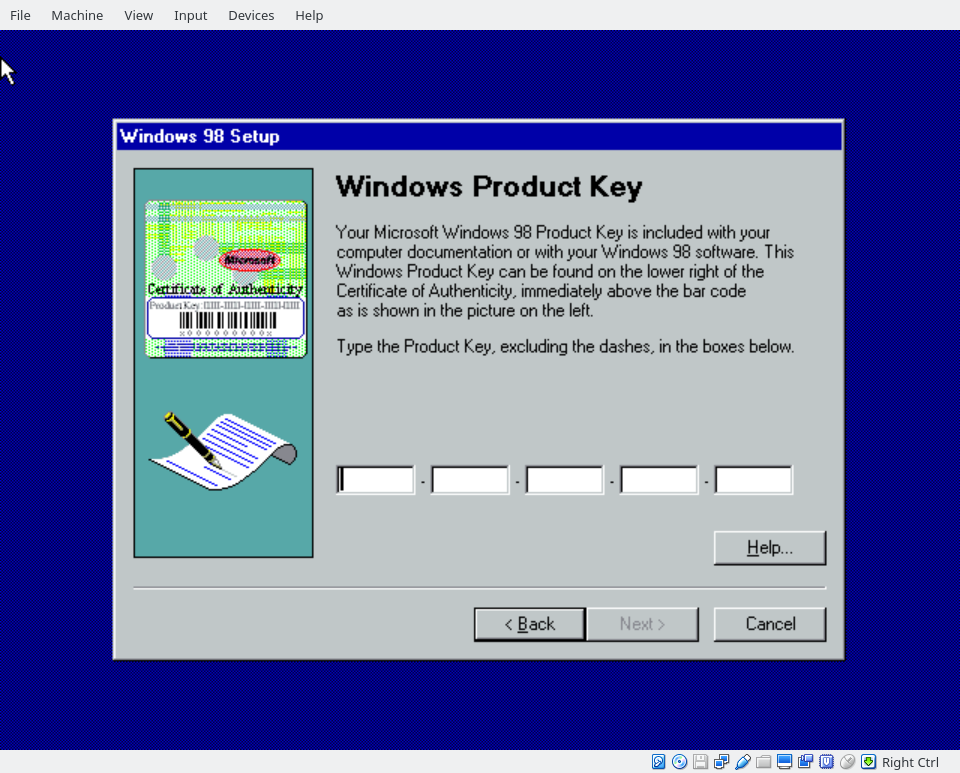 File Machine View Input Devices Help
Windows 98 Setup
Windows Product Key
Your Microsoft Windows 98 Product Key is included with your
computer documentation or with your Windows 98 software. This
Windows Product Key can be found on the lower right of the
Certificate of Authenticity, immediately above the bar code
as is shown in the picture on the left.
Type the Product Key, excluding the dashes, in the boxes below.
Microsoft
Certificate of Authenticity
Product Key:
- - - -
Help...
< Back Next > Cancel
Right Ctrl